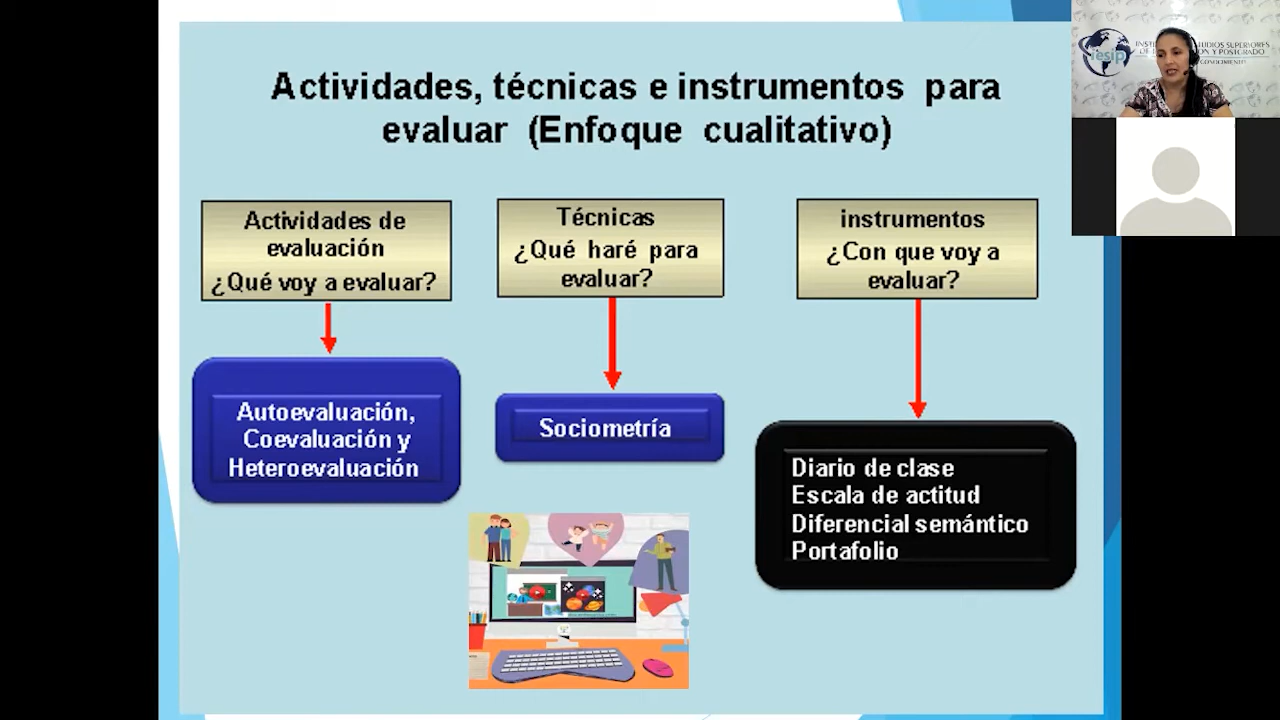 Actividades, técnicas e instrumentos para
evaluar (Enfoque cualitativo)
Actividades de
evaluación
¿Qué voy a evaluar?
Técnicas
¿Qué haré para
evaluar?
instrumentos
¿Con que voy a
evaluar?
Autoevaluación,
Coevaluación y
Heteroevaluación
Sociometría
Diario de clase
Escala de actitud
Diferencial semántico
Portafolio
iesip